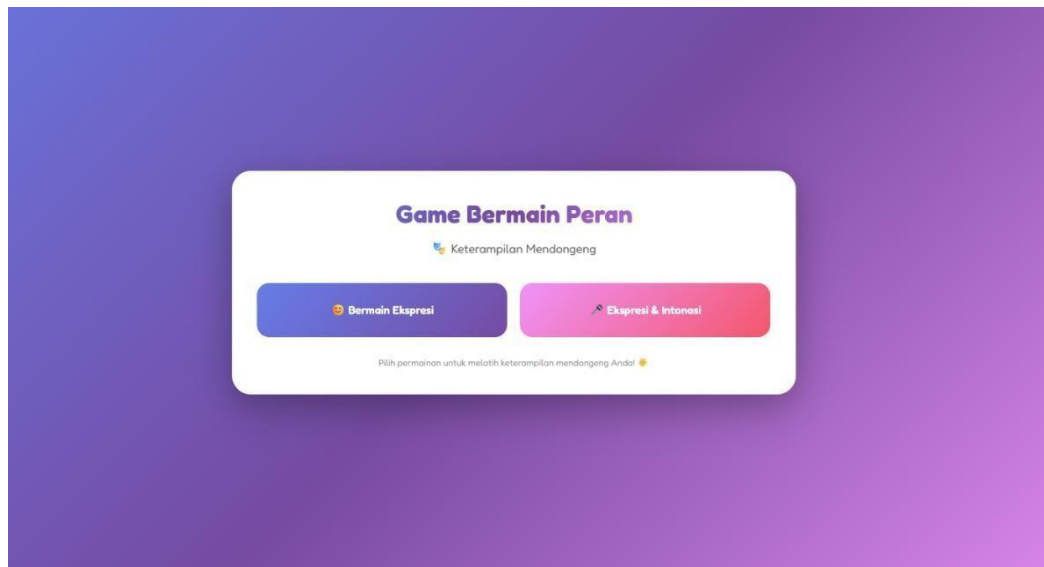 Game Bermain Peran
🎭 Keterampilan Mendongeng
😊 Bermain Ekspresi
🎤 Ekspresi & Intonasi
Pilih permainan untuk melatih keterampilan mendongeng Anda! 🌟